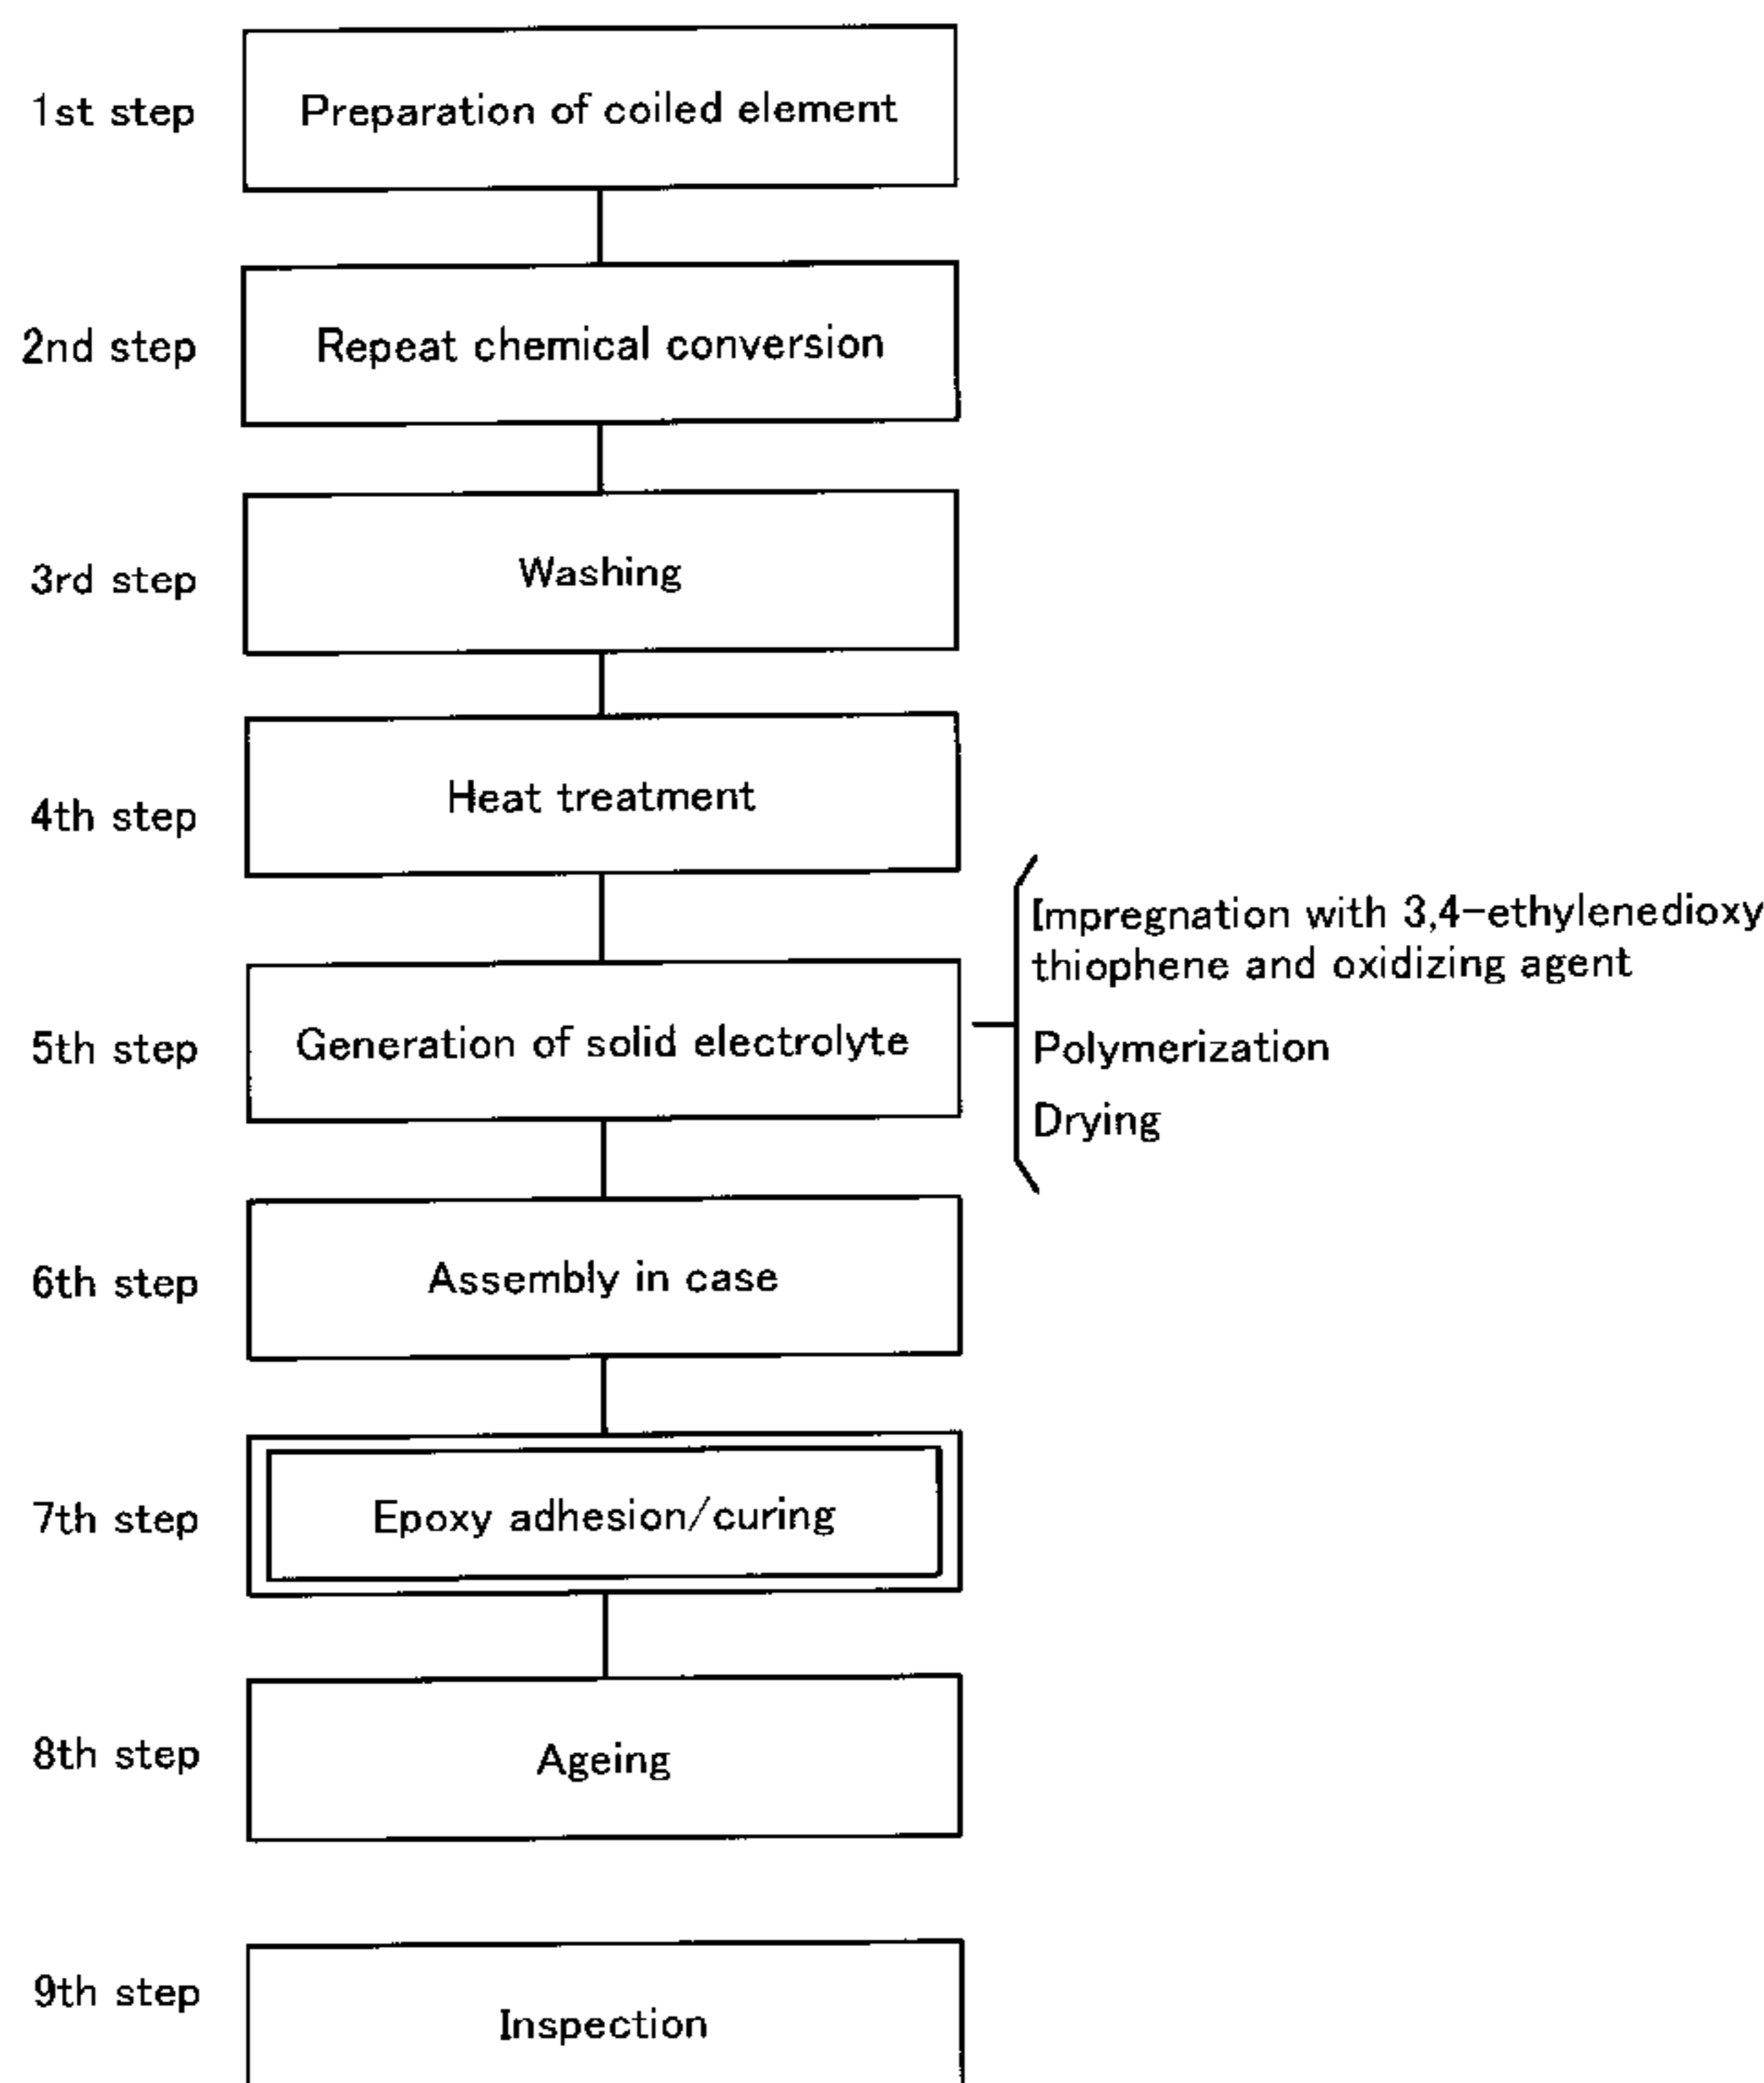 1st step
Preparation of coiled element
2nd step
Repeat chemical conversion
3rd step
Washing
4th step
Heat treatment
5th step
Generation of solid electrolyte
Impregnation with 3,4-ethylenedioxy
thiophene and oxidizing agent
Polymerization
Drying
6th step
Assembly in case
7th step
Epoxy adhesion/curing
8th step
Ageing
9th step
Inspection